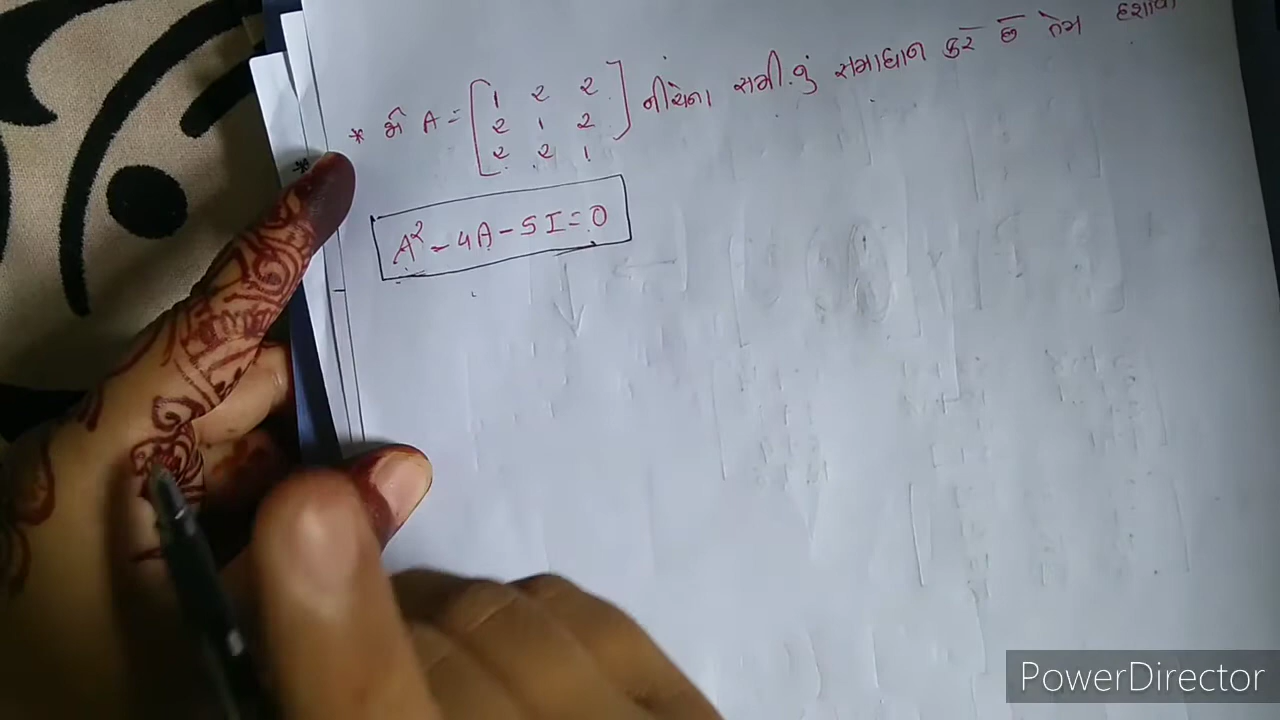 * જો A = [1 2 2
2 1 2
2 2 1] નીચેના સમી.નું સમાધાન કરે છે તેમ દર્શાવો
*
A² - 4A - 5I = 0
PowerDirector